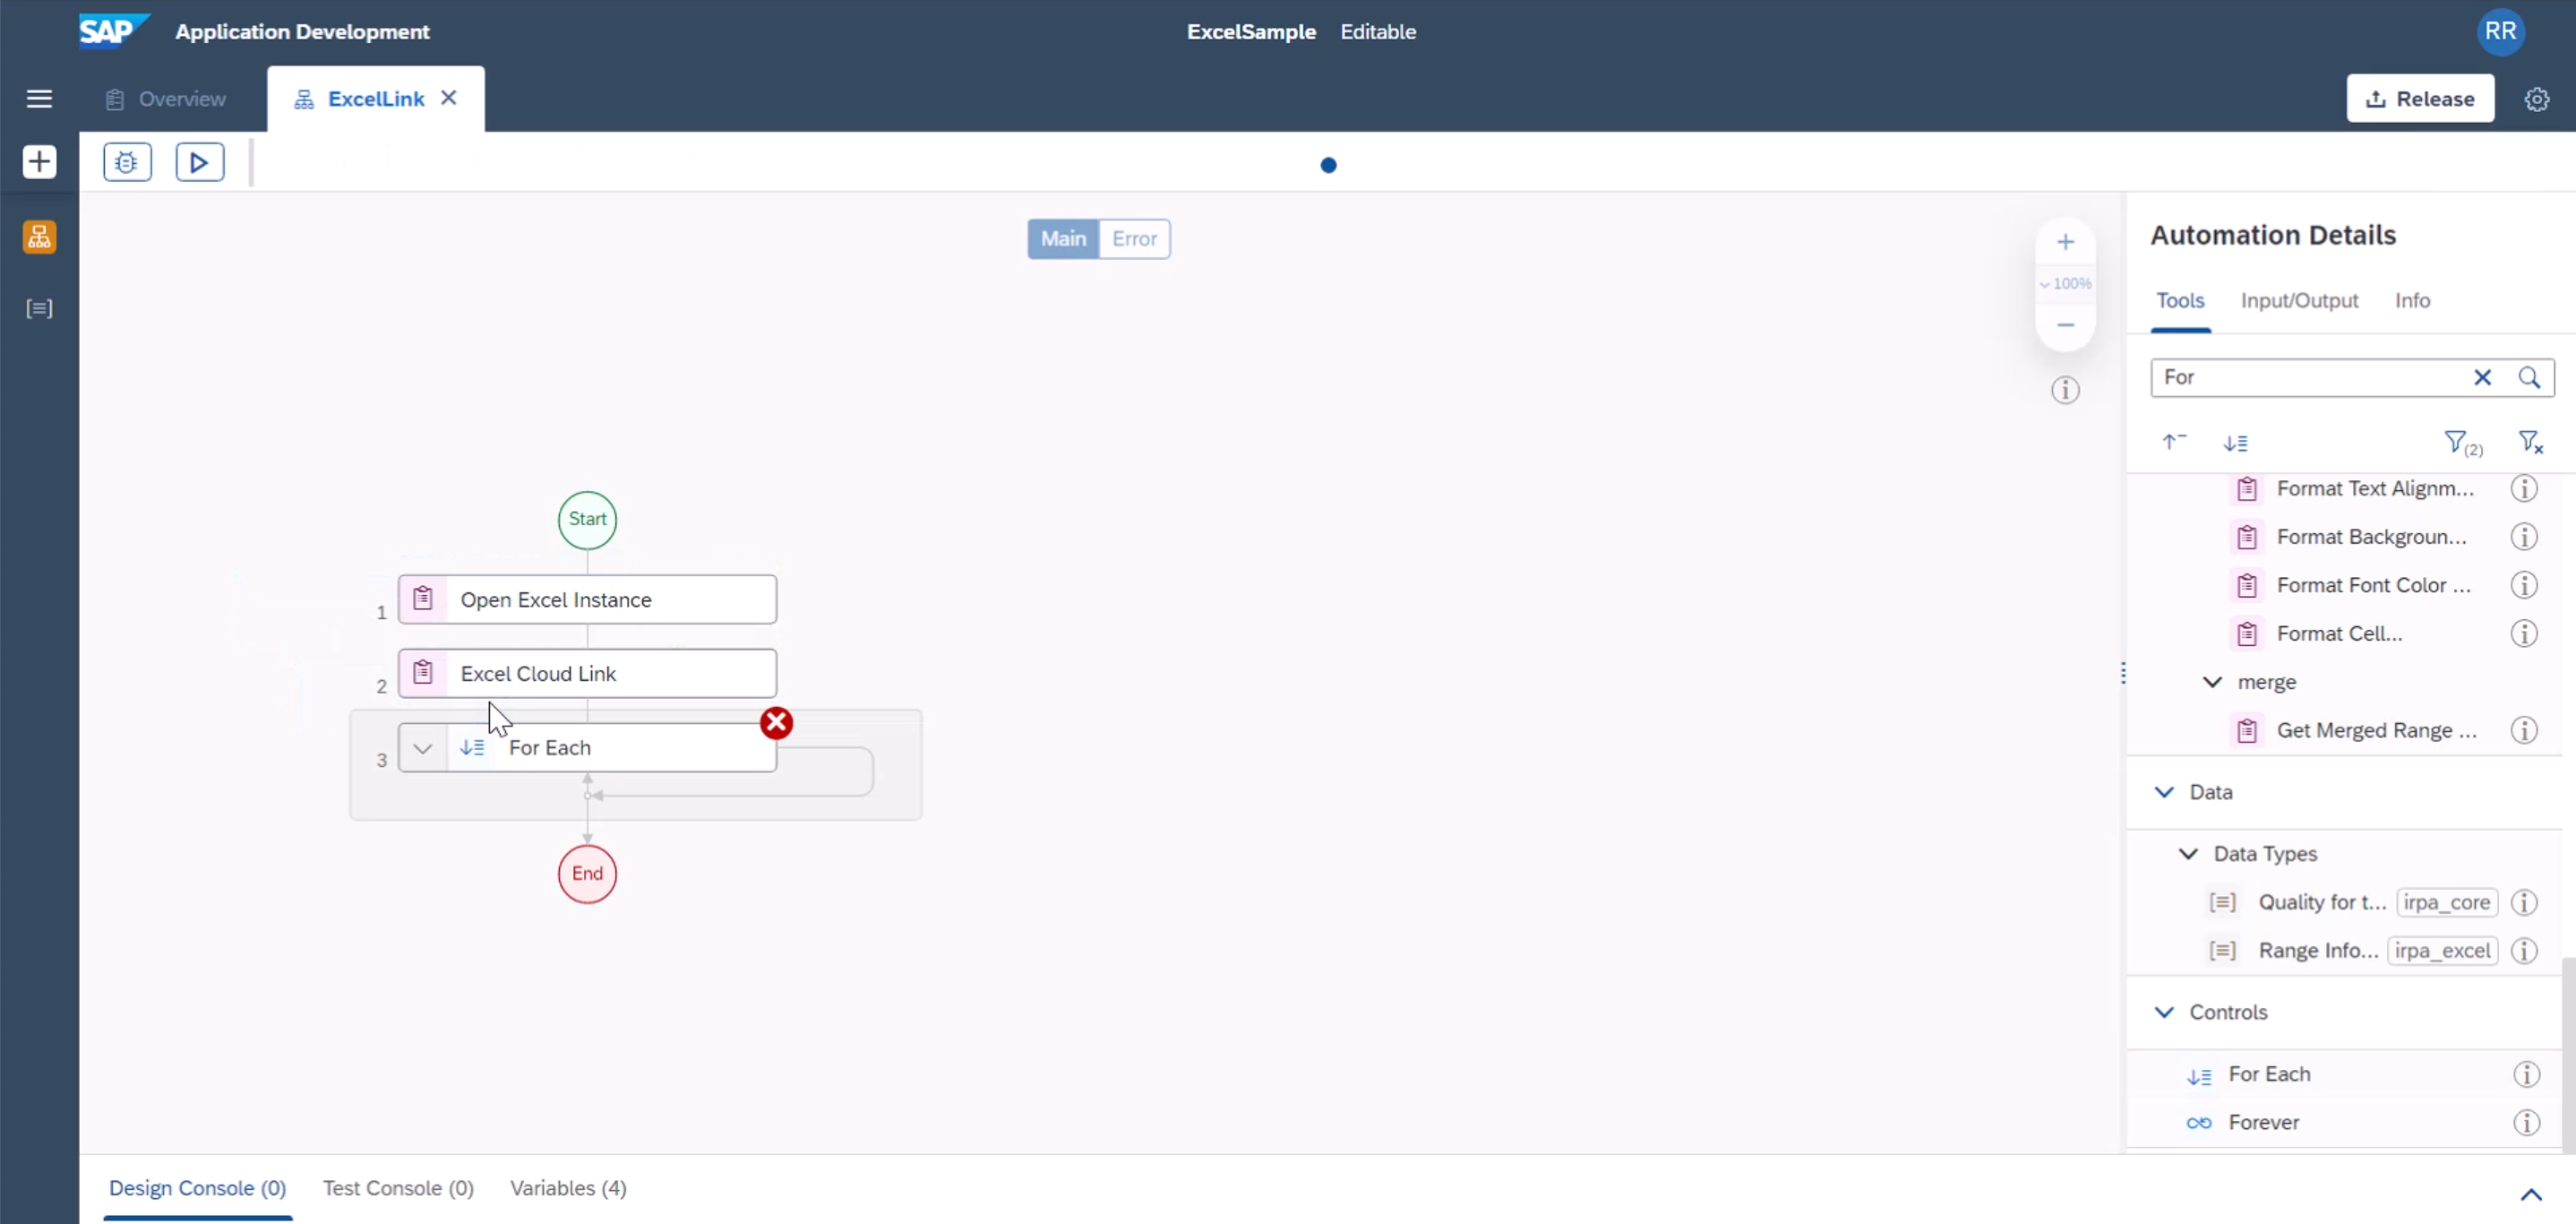 SAP Application Development
ExcelSample Editable
RR
Overview
ExcelLink
Release
Main Error
100%
Automation Details
Tools Input/Output Info
For
(2)
Start
1 Open Excel Instance
2 Excel Cloud Link
3 For Each
End
Format Text Alignm...
Format Backgroun...
Format Font Color ...
Format Cell...
merge
Get Merged Range ...
Data
Data Types
Quality for t... irpa_core
Range Info... irpa_excel
Controls
For Each
Forever
Design Console (0) Test Console (0) Variables (4)